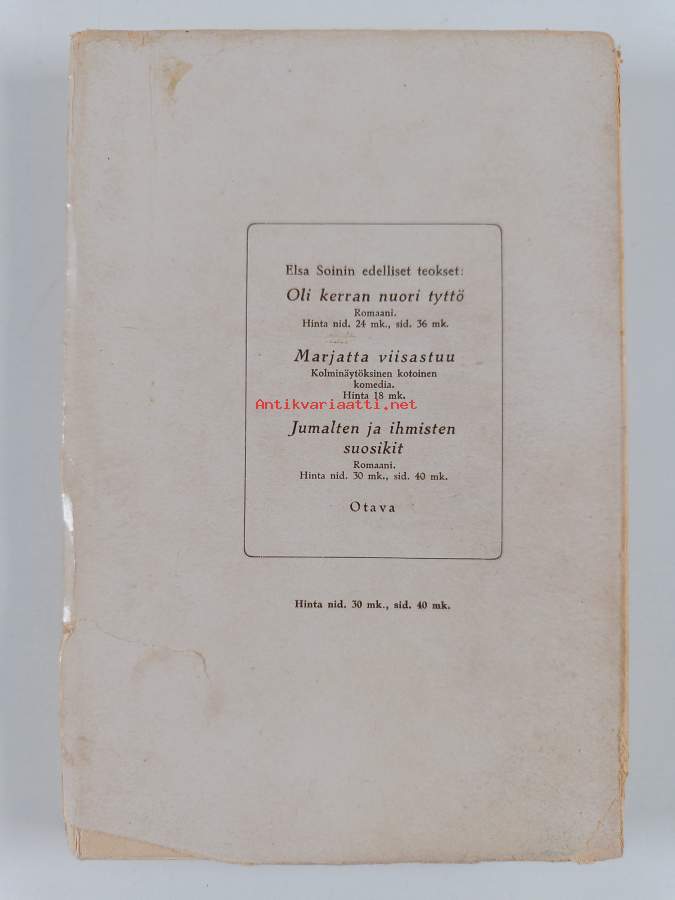 Elsa Soinin edelliset teokset:
Oli kerran nuori tyttö
Romaani.
Hinta nid. 24 mk., sid. 36 mk.
Marjatta viisastuu
Kolminäytöksinen kotoinen
komedia.
Hinta 18 mk.
Antikvariaatti.net
Jumalten ja ihmisten
suosikit
Romaani.
Hinta nid. 30 mk., sid. 40 mk.
Otava
Hinta nid. 30 mk., sid. 40 mk.